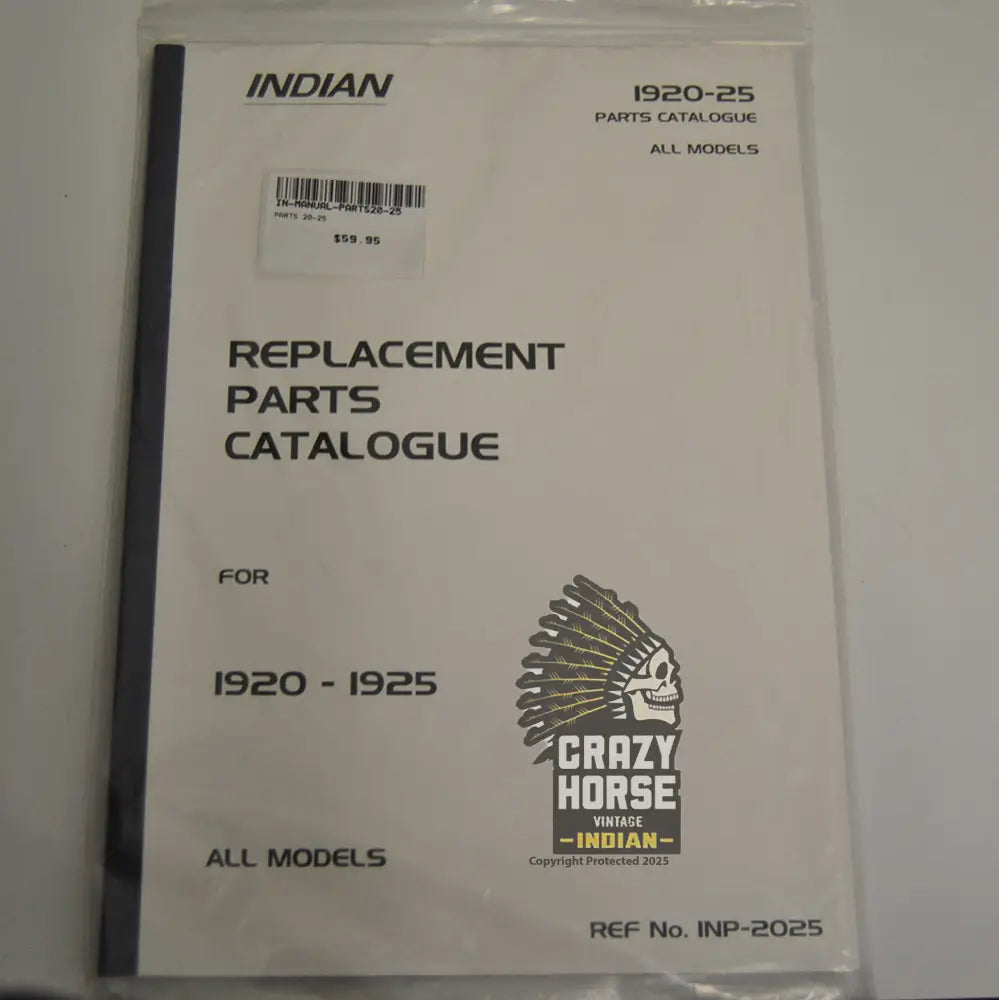 INDIAN
1920-25
PARTS CATALOGUE
ALL MODELS
IN-MANUAL-PARTS20-25
PARTS 20-25
$59.95
REPLACEMENT
PARTS
CATALOGUE
FOR
1920 - 1925
CRAZY
HORSE
VINTAGE
-INDIAN-
Copyright Protected 2025
ALL MODELS
REF No. INP-2025